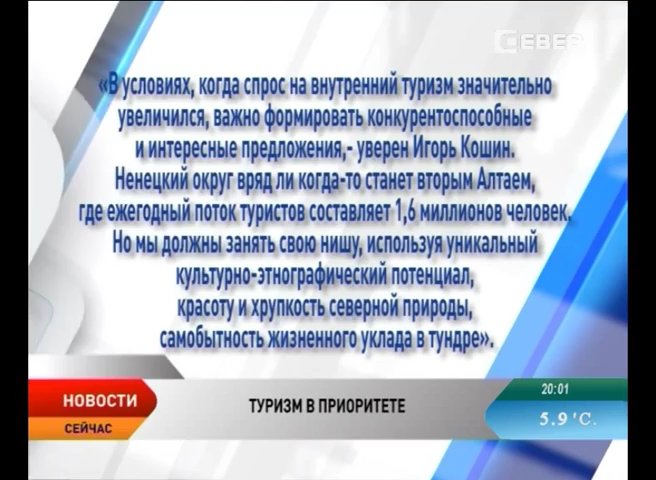 СЕВЕР
«В условиях, когда спрос на внутренний туризм значительно
увеличился, важно формировать конкурентоспособные
и интересные предложения,- уверен Игорь Кошин.
Ненецкий округ вряд ли когда-то станет вторым Алтаем,
где ежегодный поток туристов составляет 1,6 миллионов человек.
Но мы должны занять свою нишу, используя уникальный
культурно-этнографический потенциал,
красоту и хрупкость северной природы,
самобытность жизненного уклада в тундре».
НОВОСТИ
СЕЙЧАС
ТУРИЗМ В ПРИОРИТЕТЕ
20:01
5.9 'C.